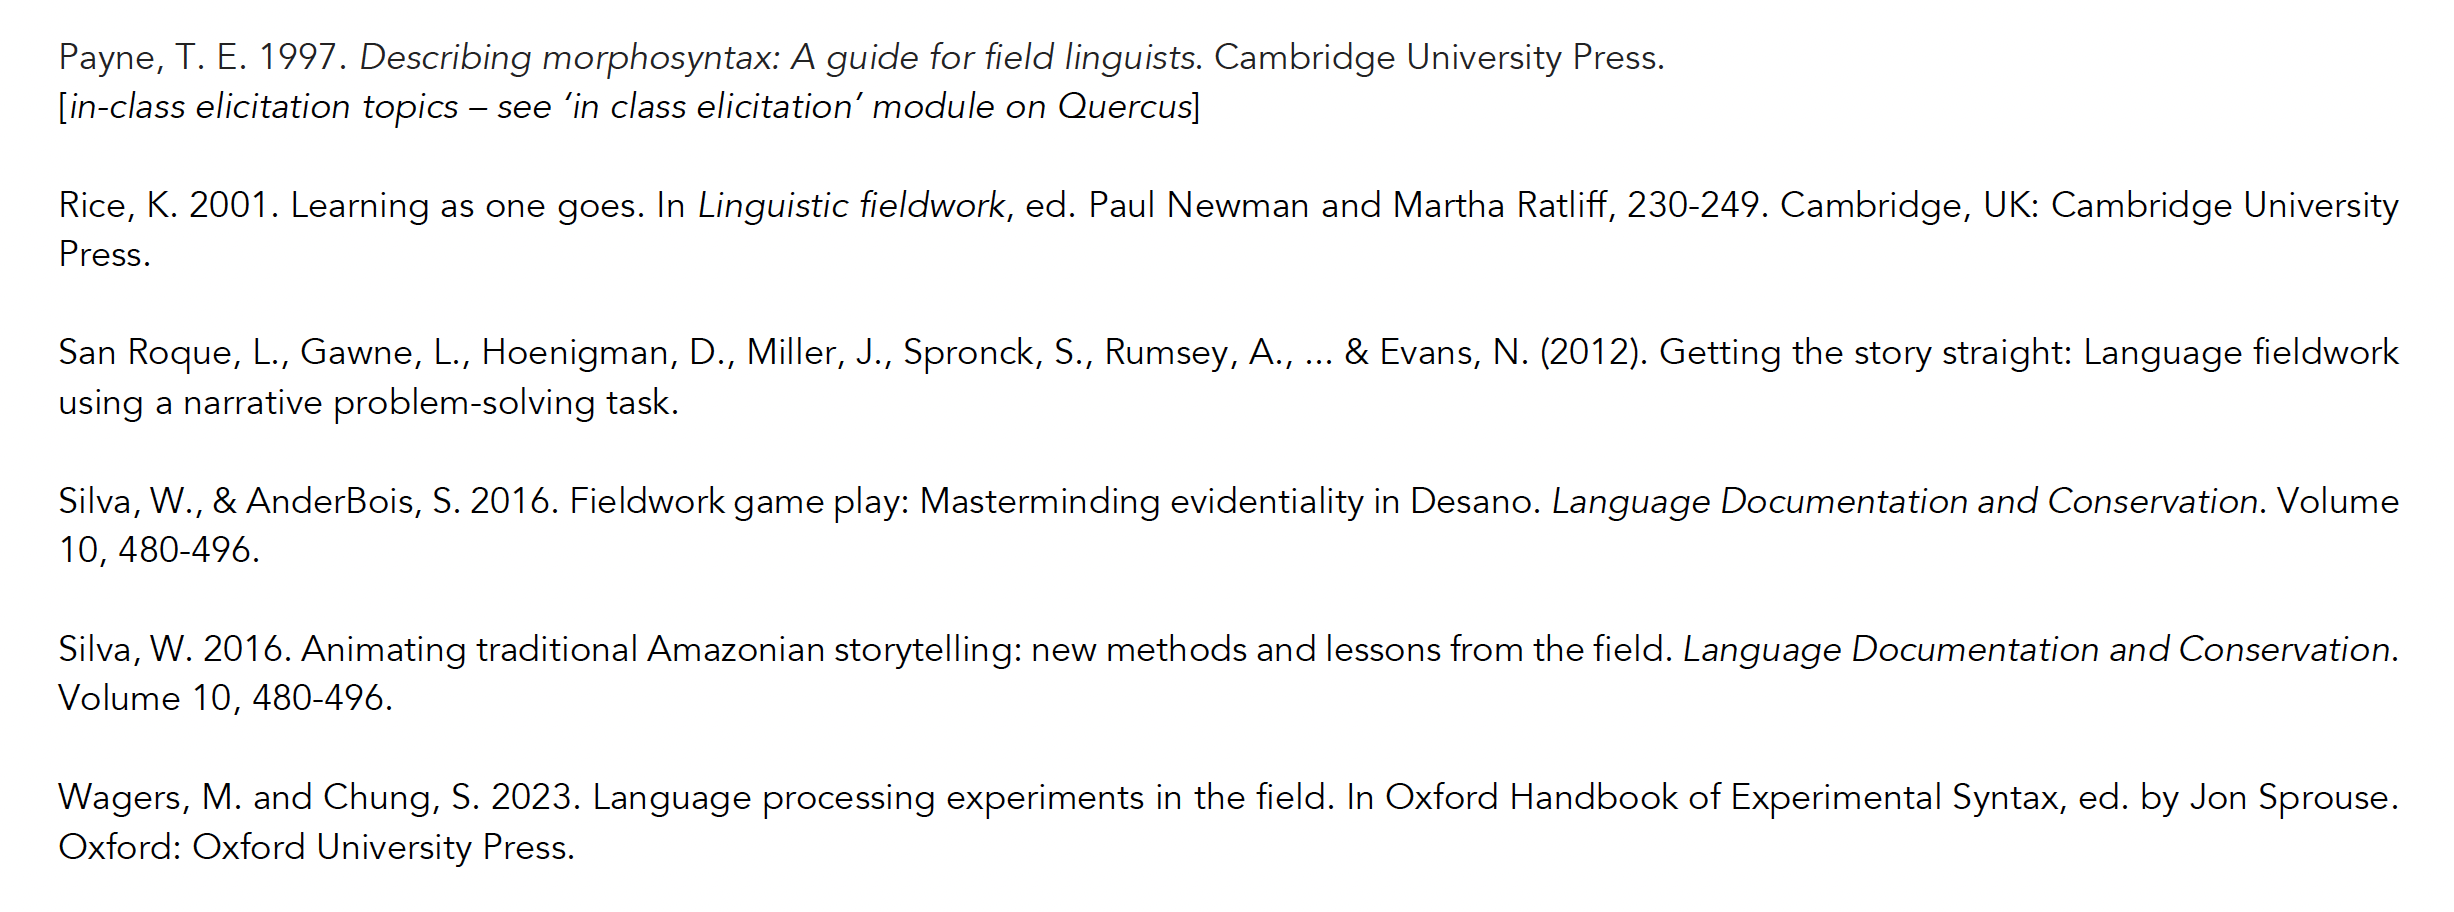 Payne, T. E. 1997. Describing morphosyntax: A guide for field linguists. Cambridge University Press.
[in-class elicitation topics – see ‘in class elicitation’ module on Quercus]
Rice, K. 2001. Learning as one goes. In Linguistic fieldwork, ed. Paul Newman and Martha Ratliff, 230-249. Cambridge, UK: Cambridge University
Press.
San Roque, L., Gawne, L., Hoenigman, D., Miller, J., Spronck, S., Rumsey, A., ... & Evans, N. (2012). Getting the story straight: Language fieldwork
using a narrative problem-solving task.
Silva, W., & AnderBois, S. 2016. Fieldwork game play: Masterminding evidentiality in Desano. Language Documentation and Conservation. Volume
10, 480-496.
Silva, W. 2016. Animating traditional Amazonian storytelling: new methods and lessons from the field. Language Documentation and Conservation.
Volume 10, 480-496.
Wagers, M. and Chung, S. 2023. Language processing experiments in the field. In Oxford Handbook of Experimental Syntax, ed. by Jon Sprouse.
Oxford: Oxford University Press.